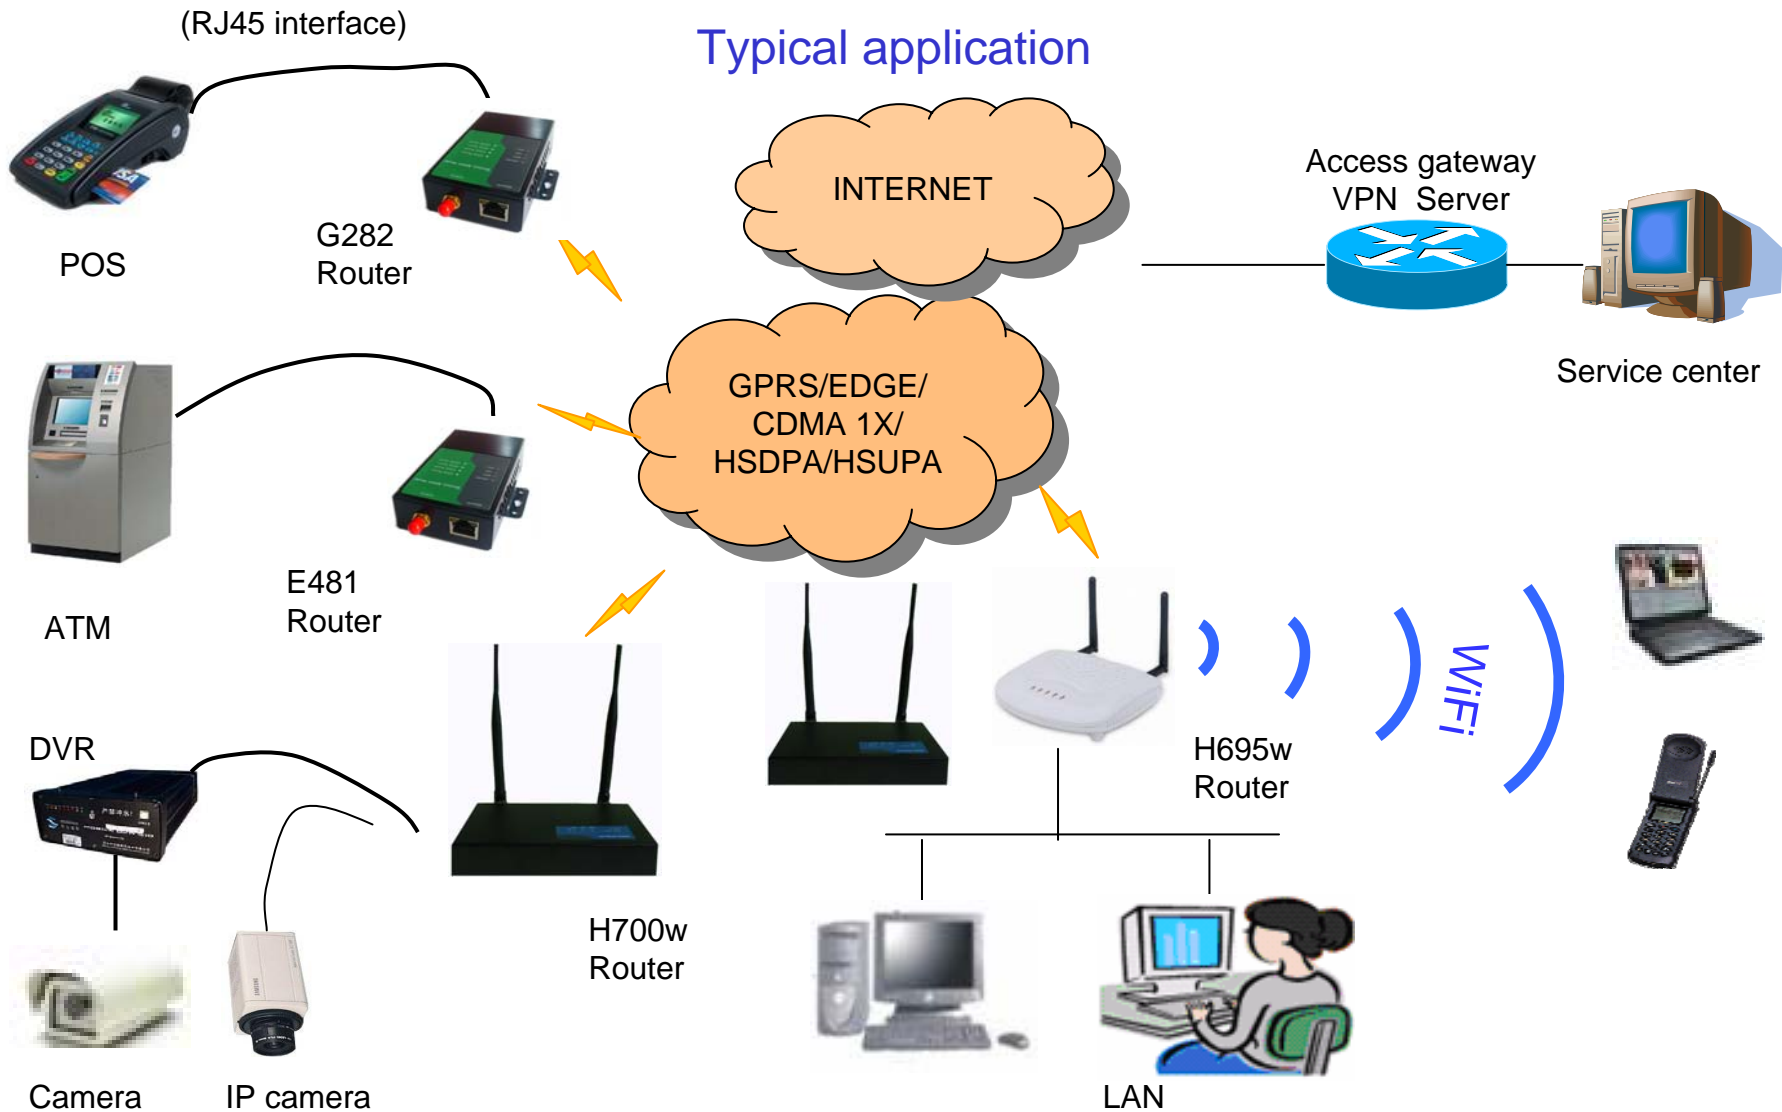 (RJ45 interface)
Typical application
INTERNET
Access gateway
VPN Server
VISA
G282
Router
POS
Service center
GPRS/EDGE/
CDMA 1X/
HSDPA/HSUPA
E481
Router
ATM
WiFi
DVR
H695w
Router
H700w
Router
Camera
IP camera
LAN